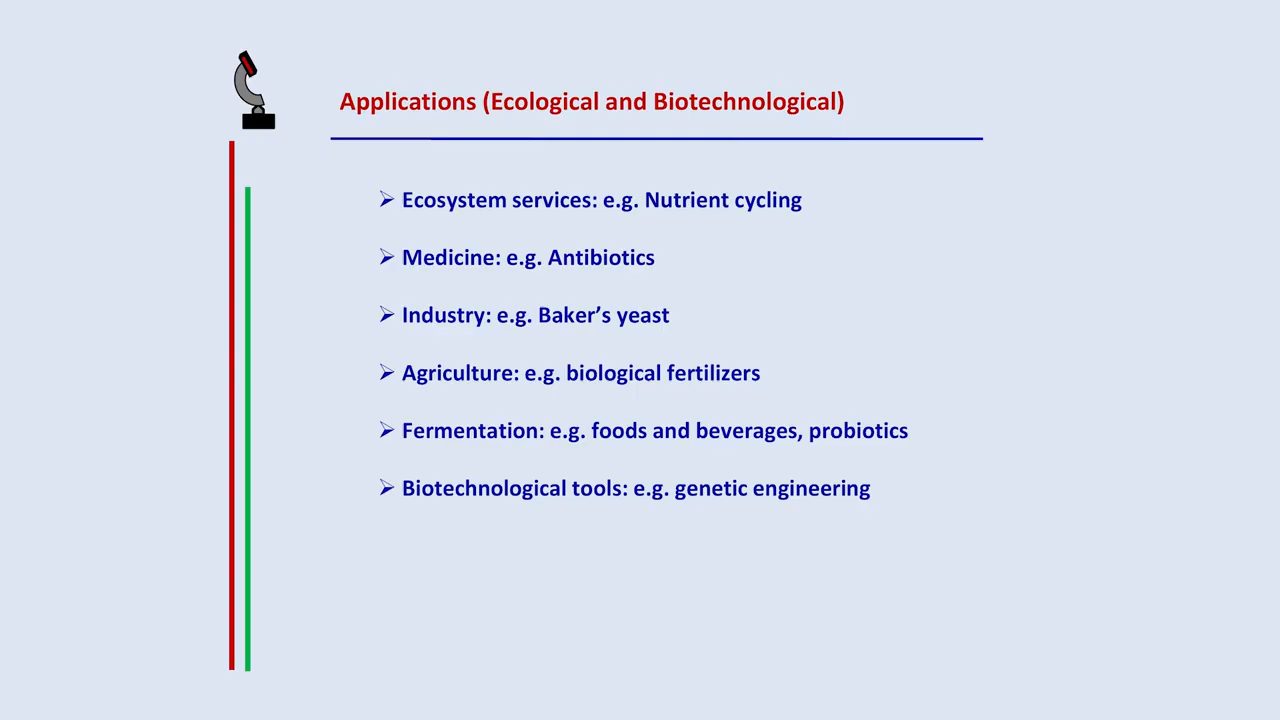 Applications (Ecological and Biotechnological)
➢ Ecosystem services: e.g. Nutrient cycling
➢ Medicine: e.g. Antibiotics
➢ Industry: e.g. Baker’s yeast
➢ Agriculture: e.g. biological fertilizers
➢ Fermentation: e.g. foods and beverages, probiotics
➢ Biotechnological tools: e.g. genetic engineering